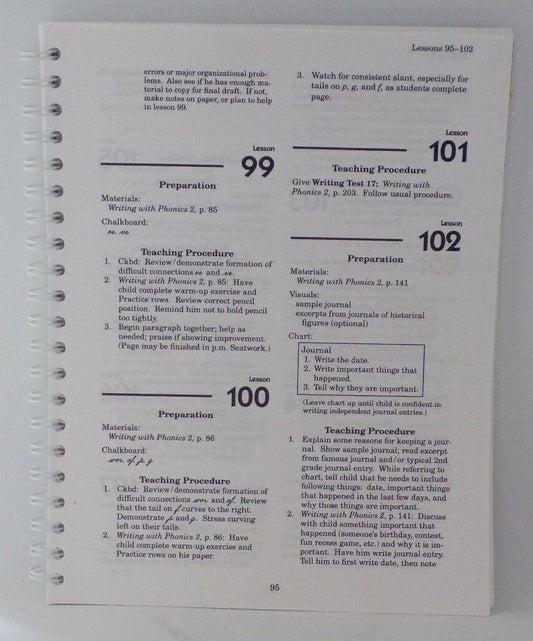 Lessons 95–102
errors or major organizational prob-
lems. Also see if he has enough ma-
terial to copy for final draft. If not,
make notes on paper, or plan to help
in lesson 99.
Lesson
99
Preparation
Materials:
Writing with Phonics 2, p. 85
Chalkboard:
oe, ve
Teaching Procedure
1. Ckbd: Review/demonstrate formation of
difficult connections oe and ve.
2. Writing with Phonics 2, p. 85: Have
child complete warm-up exercise and
Practice rows. Review correct pencil
position. Remind him not to hold pencil
too tightly.
3. Begin paragraph together; help as
needed; praise if showing improvement.
(Page may be finished in p.m. Seatwork.)
Lesson
100
Preparation
Materials:
Writing with Phonics 2, p. 86
Chalkboard:
of p g
Teaching Procedure
1. Ckbd: Review/demonstrate formation of
difficult connections and of. Review
that the tail on f curves to the right.
Demonstrate p and g. Stress curving
left on their tails.
2. Writing with Phonics 2, p. 86: Have
child complete warm-up exercise and
Practice rows on his paper.
3. Watch for consistent slant, especially for
tails on p, g, and f, as students complete
page.
Lesson
101
Teaching Procedure
Give Writing Test 17: Writing with
Phonics 2, p. 203. Follow usual procedure.
Lesson
102
Preparation
Materials:
Writing with Phonics 2, p. 141
Visuals:
sample journal
excerpts from journals of historical
figures (optional)
Chart:
Journal
1. Write the date.
2. Write important things that
happened.
3. Tell why they are important.
(Leave chart up until child is confident in
writing independent journal entries.)
Teaching Procedure
1. Explain some reasons for keeping a jour-
nal. Show sample journal; read excerpt
from famous journal and/or typical 2nd
grade journal entry. While referring to
chart, tell child that he needs to include
following things: date, important things
that happened in the last few days, and
why those things are important.
2. Writing with Phonics 2, p. 141: Discuss
with child something important that
happened (someone's birthday, contest,
fun recess game, etc.) and why it is im-
portant. Have him write journal entry.
Tell him to first write date, then note
95